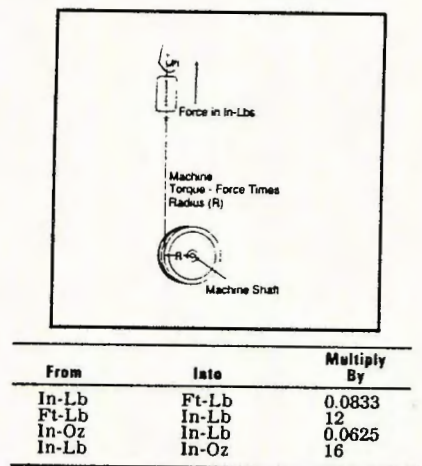 Force in In-Lbs
Machine
Torque - Force Times
Radius (R)
R
Machine Shaft
From Into Multiply By
In-Lb Ft-Lb 0.0833
Ft-Lb In-Lb 12
In-Oz In-Lb 0.0625
In-Lb In-Oz 16